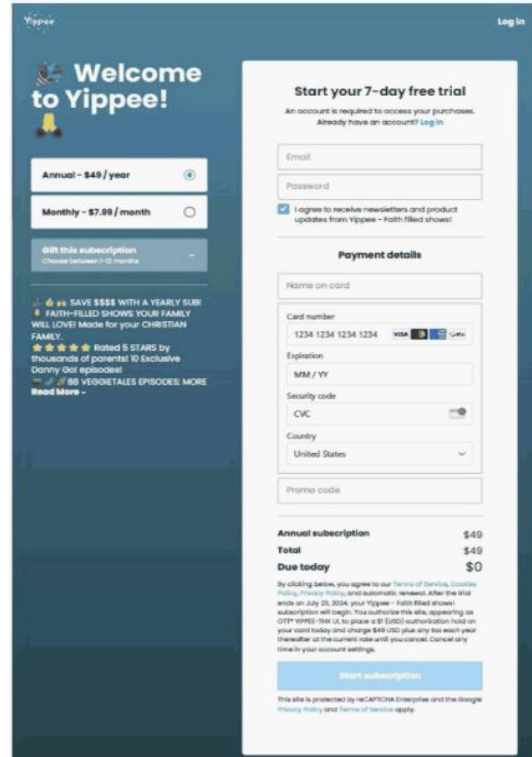 Yippee
Log in
Welcome
to Yippee!
Annual - $49 / year
Monthly - $7.99 / month
Gift this subscription
Choose between 1-12 months
SAVE $$$$ WITH A YEARLY SUB!
FAITH-FILLED SHOWS YOUR FAMILY
WILL LOVE! Made for your CHRISTIAN
FAMILY.
Rated 5 STARS by
thousands of parents! 10 Exclusive
Danny Go! episodes!
88 VEGGIETALES EPISODES: MORE
Read More
Start your 7-day free trial
An account is required to access your purchases.
Already have an account? Log in
Email
Password
I agree to receive newsletters and product
updates from Yippee - Faith filled shows!
Payment details
Name on card
Card number
1234 1234 1234 1234 VISA
Expiration
MM / YY
Security code
CVC
Country
United States
Promo code
Annual subscription $49
Total $49
Due today $0
By clicking below, you agree to our Terms of Service, Cookies
Policy, Privacy Policy, and automatic renewal. After the trial
ends on July 23, 2024, your Yippee - Faith filled shows!
subscription will begin. You authorize this site, appearing as
to place a $1 (USD) authorization hold on
your card today and charge $49 USD plus any tax each year
thereafter at the current rate until you cancel. Cancel any
time in your account settings.
Start subscription
This site is protected by reCAPTCHA Enterprise and the Google
Privacy Policy and Terms of Service apply.